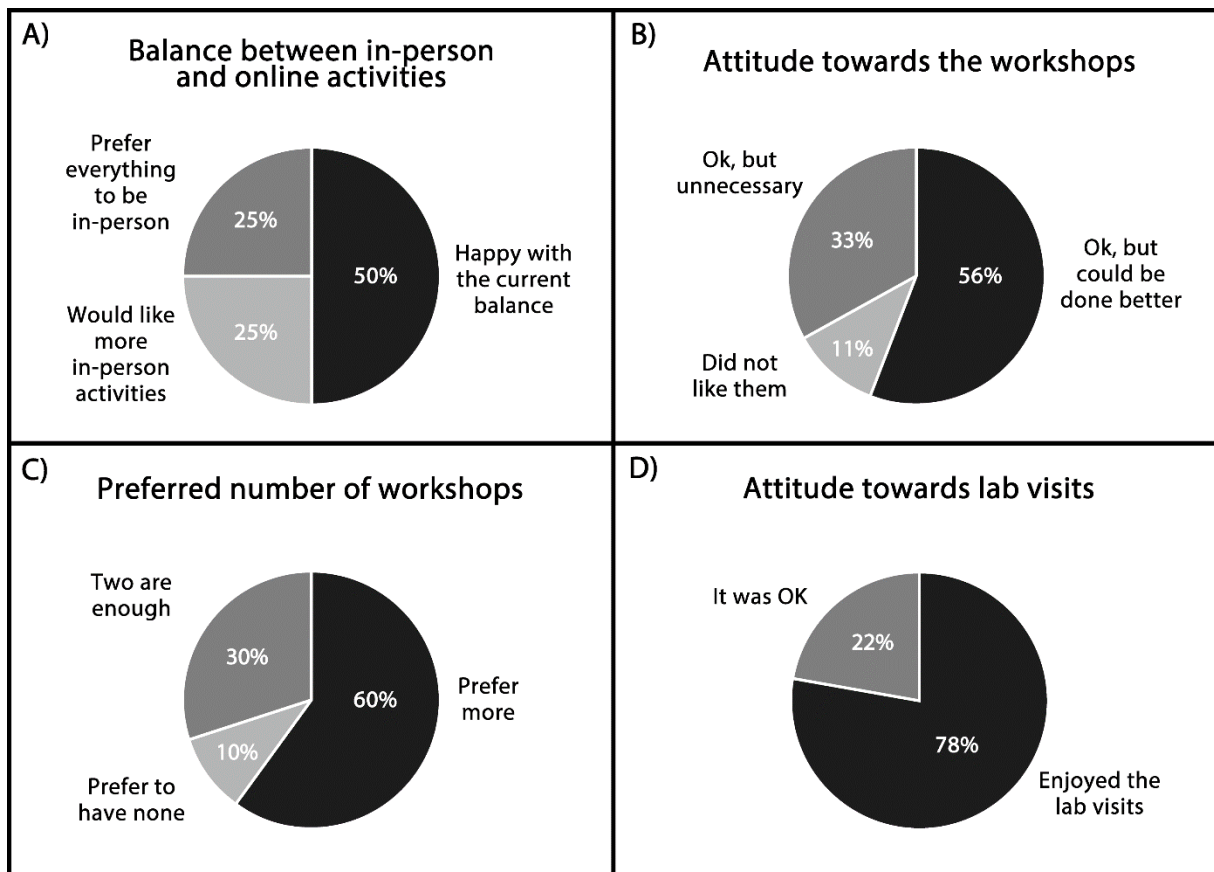 A)
Balance between in-person
and online activities
Prefer
everything
to be
in-person
25%
50%
Happy with
the current
balance
Would like
more
in-person
activities
25%
B)
Attitude towards the workshops
Ok, but
unnecessary
33%
56%
Ok, but
could be
done better
Did not
like them
11%
C)
Preferred number of workshops
Two are
enough
30%
60%
Prefer
more
Prefer to
have none
10%
D)
Attitude towards lab visits
It was OK
22%
78%
Enjoyed the
lab visits